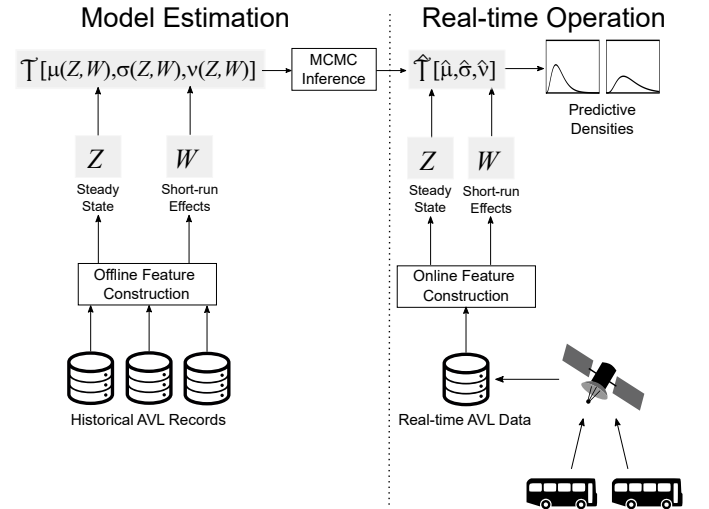 Model Estimation
Real-time Operation
𝒯[μ(Z,W),σ(Z,W),ν(Z,W)]
MCMC
Inference
𝒯̂[μ̂,σ̂,ν̂]
Predictive
Densities
Z
W
Steady
State
Short-run
Effects
Z
W
Steady
State
Short-run
Effects
Offline Feature
Construction
Online Feature
Construction
Historical AVL Records
Real-time AVL Data